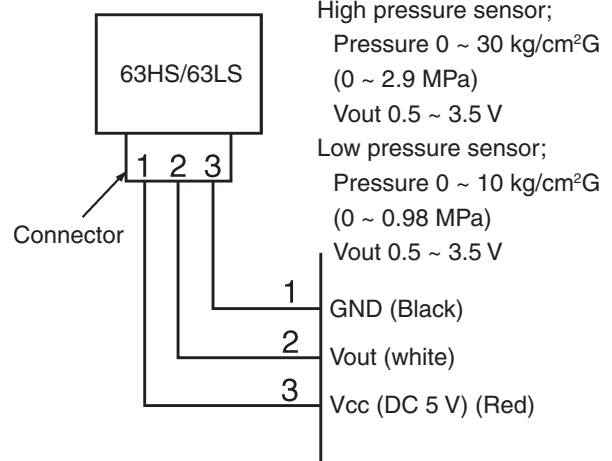 High pressure sensor;
Pressure 0 ~ 30 kg/cm²G
(0 ~ 2.9 MPa)
Vout 0.5 ~ 3.5 V
Low pressure sensor;
Pressure 0 ~ 10 kg/cm²G
(0 ~ 0.98 MPa)
Vout 0.5 ~ 3.5 V
63HS/63LS
1 2 3
Connector
1 GND (Black)
2 Vout (white)
3 Vcc (DC 5 V) (Red)